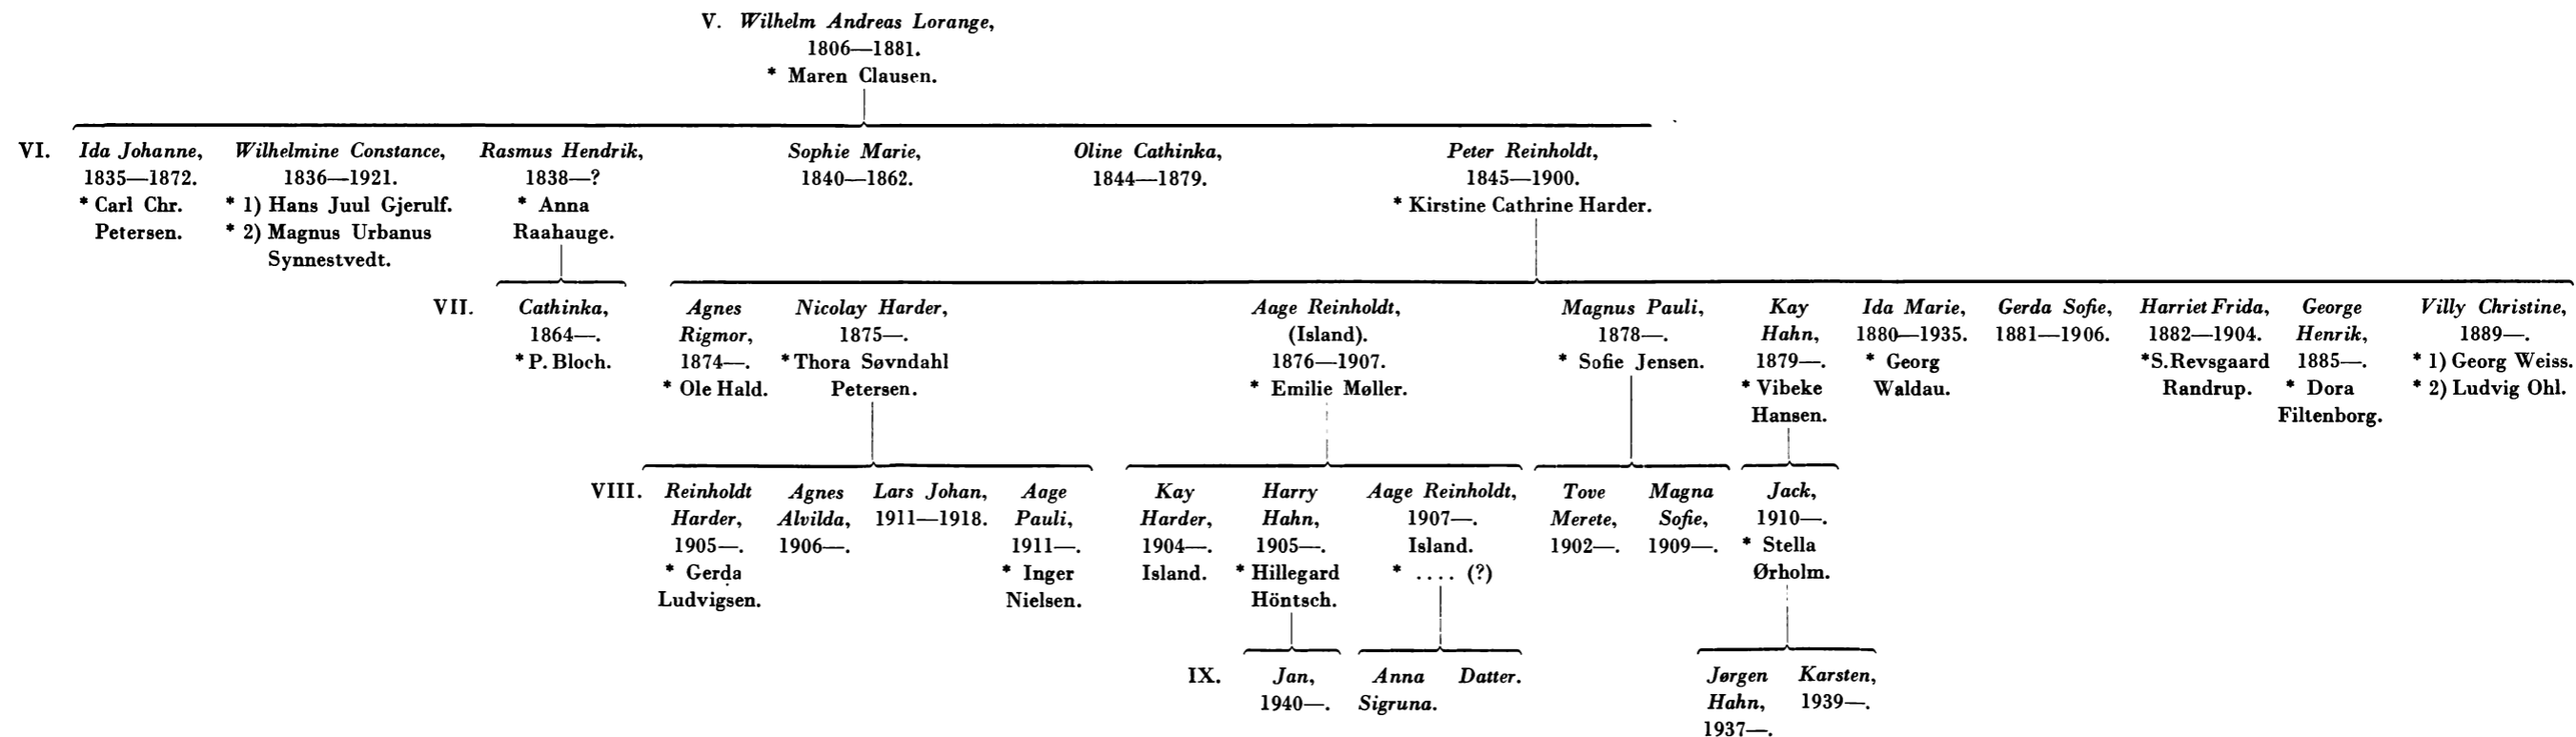 V. Wilhelm Andreas Lorange,
1806—1881.
* Maren Clausen.
VI.
Ida Johanne,
1835—1872.
* Carl Chr.
Petersen.
Wilhelmine Constance,
1836—1921.
* 1) Hans Juul Gjerulf.
* 2) Magnus Urbanus
Synnestvedt.
Rasmus Hendrik,
1838—?
* Anna
Raahauge.
Sophie Marie,
1840—1862.
Oline Cathinka,
1844—1879.
Peter Reinholdt,
1845—1900.
* Kirstine Cathrine Harder.
VII.
Cathinka,
1864—.
* P. Bloch.
Agnes
Rigmor,
1874—.
* Ole Hald.
Nicolay Harder,
1875—.
* Thora Søvndahl
Petersen.
Aage Reinholdt,
(Island).
1876—1907.
* Emilie Møller.
Magnus Pauli,
1878—.
* Sofie Jensen.
Kay
Hahn,
1879—.
* Vibeke
Hansen.
Ida Marie,
1880—1935.
* Georg
Waldau.
Gerda Sofie,
1881—1906.
Harriet Frida,
1882—1904.
*S.Revsgaard
Randrup.
George
Henrik,
1885—.
* Dora
Filtenborg.
Villy Christine,
1889—.
* 1) Georg Weiss.
* 2) Ludvig Ohl.
VIII.
Reinholdt
Harder,
1905—.
* Gerda
Ludvigsen.
Agnes
Alvilda,
1906—.
Lars Johan,
1911—1918.
Aage
Pauli,
1911—.
* Inger
Nielsen.
Kay
Harder,
1904—.
Island.
Harry
Hahn,
1905—.
* Hillegard
Höntsch.
Aage Reinholdt,
1907—.
Island.
* .... (?)
Tove
Merete,
1902—.
Magna
Sofie,
1909—.
Jack,
1910—.
* Stella
Ørholm.
IX.
Jan,
1940—.
Anna
Sigruna.
Datter.
Jørgen
Hahn,
1937—.
Karsten,
1939—.